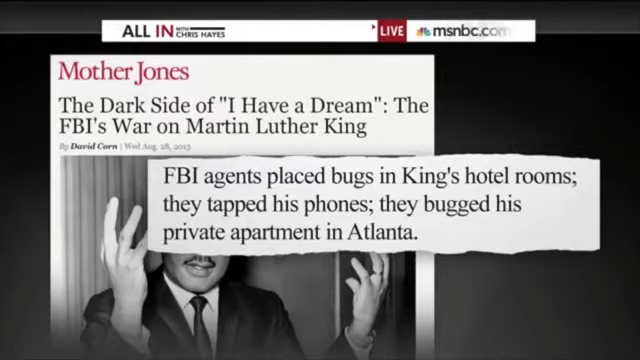 ALL IN WITH CHRIS HAYES
LIVE
msnbc.com
Mother Jones
The Dark Side of "I Have a Dream": The
FBI's War on Martin Luther King
By David Corn | Wed Aug. 28, 2013
FBI agents placed bugs in King's hotel rooms;
they tapped his phones; they bugged his
private apartment in Atlanta.